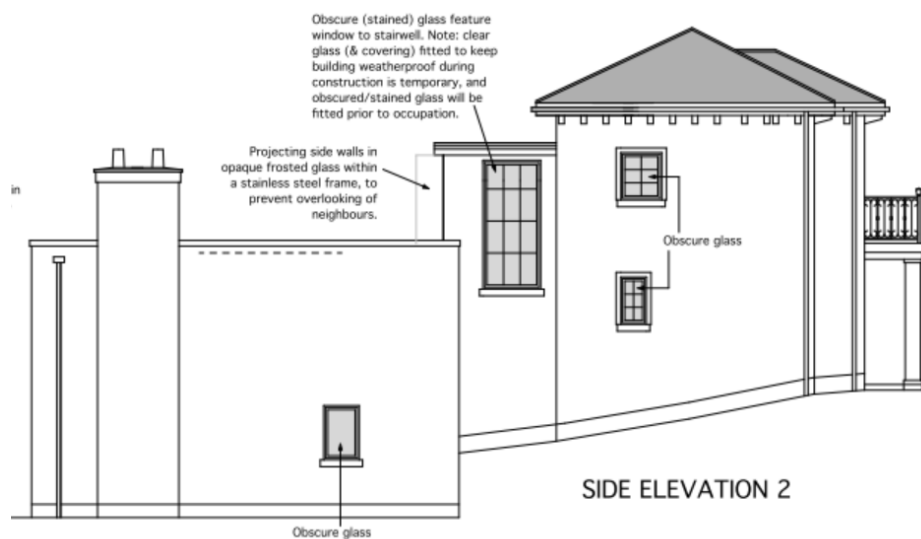 Obscure (stained) glass feature
window to stairwell. Note: clear
glass (& covering) fitted to keep
building weatherproof during
construction is temporary, and
obscured/stained glass will be
fitted prior to occupation.
Projecting side walls in
opaque frosted glass within
a stainless steel frame, to
prevent overlooking of
neighbours.
in
Obscure glass
SIDE ELEVATION 2
Obscure glass